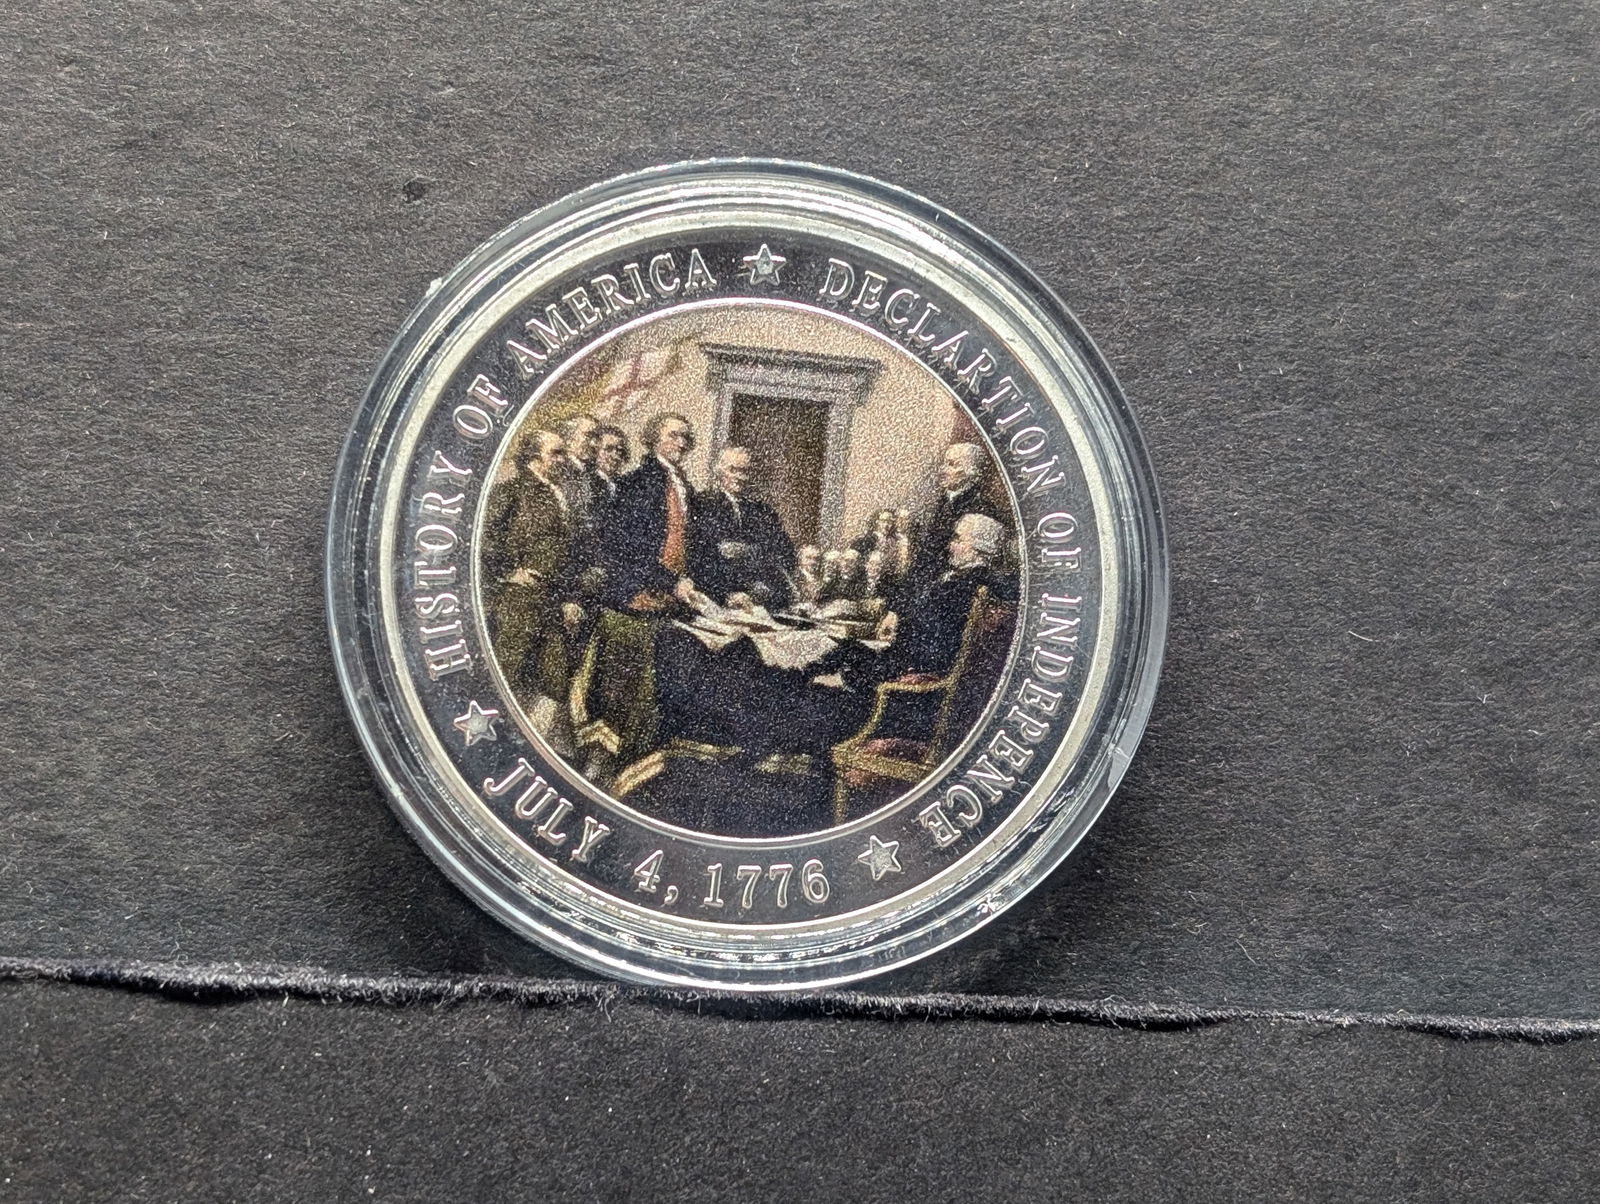 HISTORY OF AMERICA
DECLARTION OF INDEPENCE
JULY 4, 1776